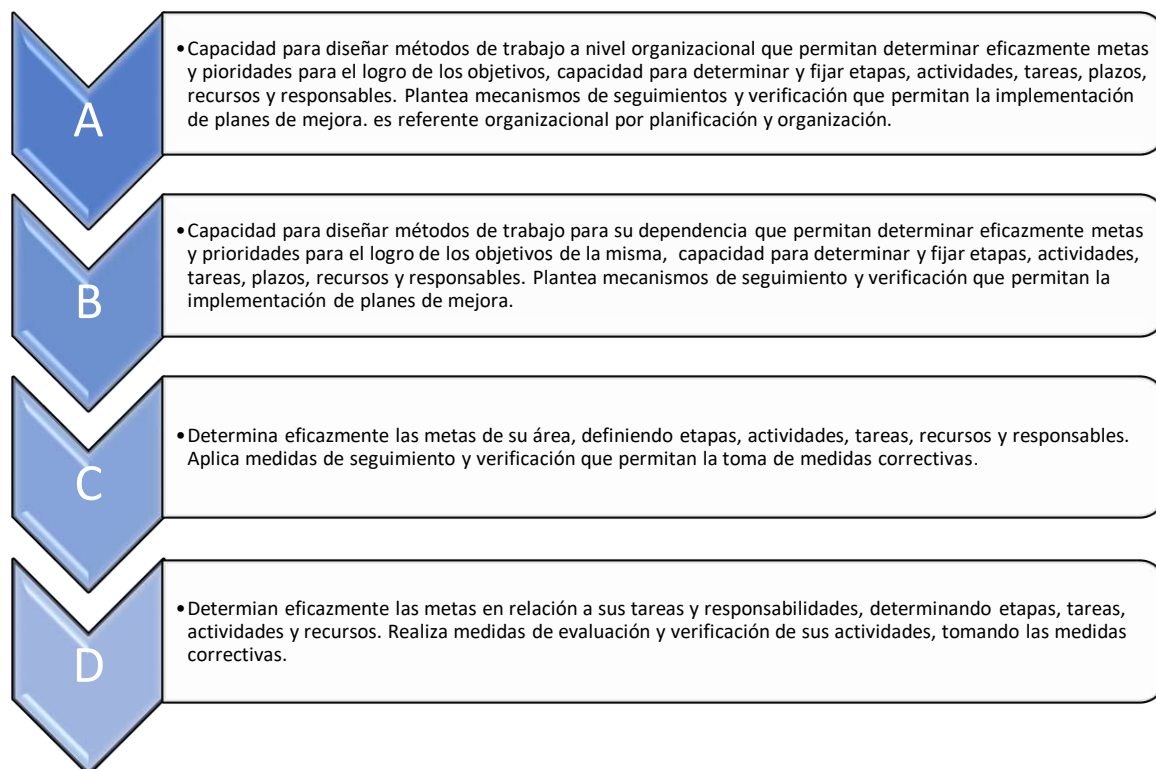 A
•Capacidad para diseñar métodos de trabajo a nivel organizacional que permitan determinar eficazmente metas
y pioridades para el logro de los objetivos, capacidad para determinar y fijar etapas, actividades, tareas, plazos,
recursos y responsables. Plantea mecanismos de seguimientos y verificación que permitan la implementación
de planes de mejora. es referente organizacional por planificación y organización.
B
•Capacidad para diseñar métodos de trabajo para su dependencia que permitan determinar eficazmente metas
y prioridades para el logro de los objetivos de la misma, capacidad para determinar y fijar etapas, actividades,
tareas, plazos, recursos y responsables. Plantea mecanismos de seguimiento y verificación que permitan la
implementación de planes de mejora.
C
•Determina eficazmente las metas de su área, definiendo etapas, actividades, tareas, recursos y responsables.
Aplica medidas de seguimiento y verificación que permitan la toma de medidas correctivas.
D
•Determian eficazmente las metas en relación a sus tareas y responsabilidades, determinando etapas, tareas,
actividades y recursos. Realiza medidas de evaluación y verificación de sus actividades, tomando las medidas
correctivas.